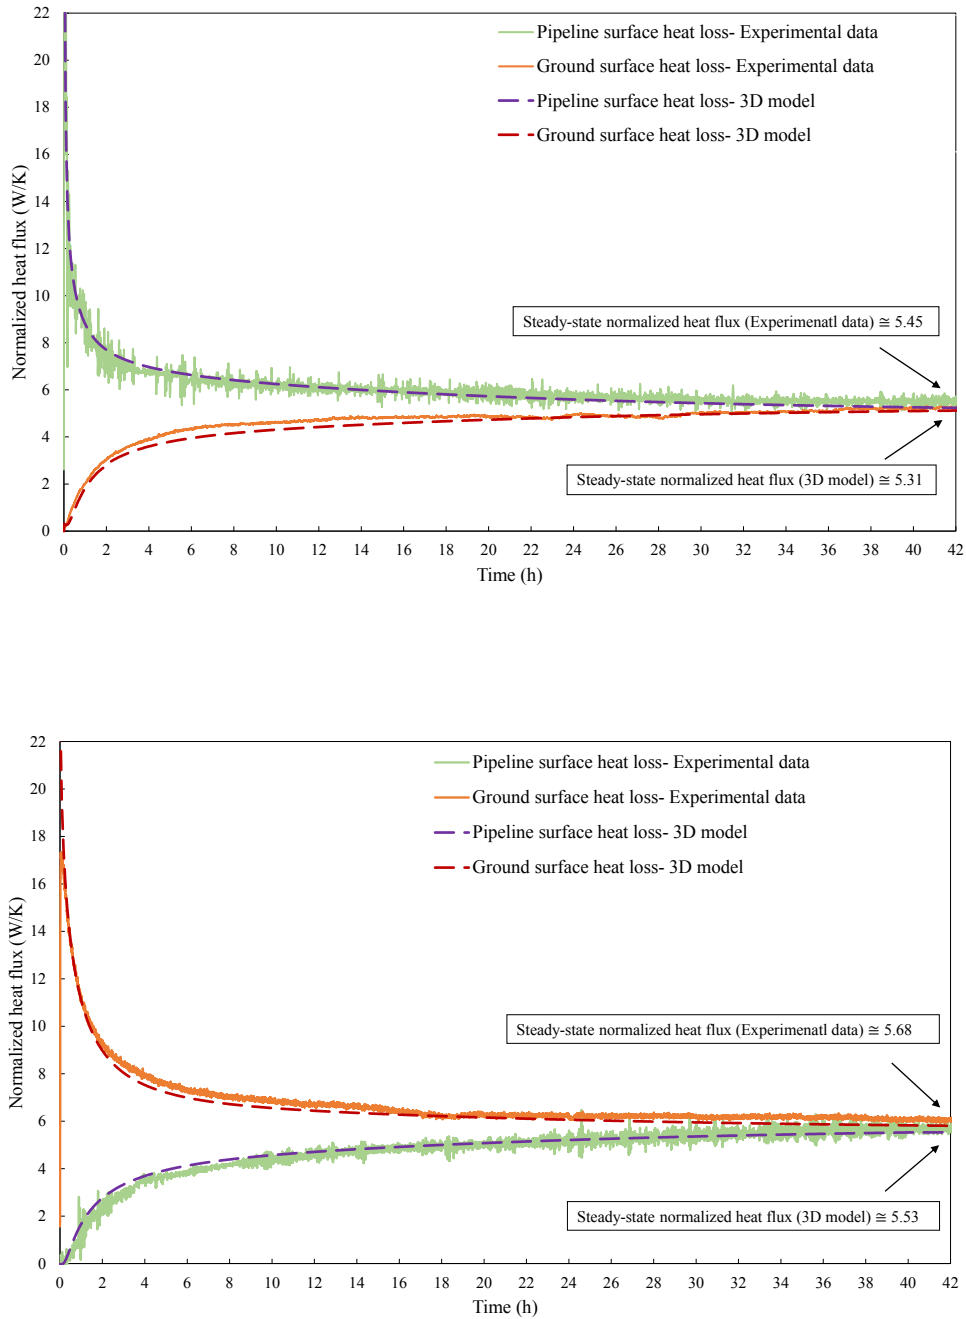 22
20
18
16
14
12
10
8
6
4
2
0
Normalized heat flux (W/K)
Pipeline surface heat loss- Experimental data
Ground surface heat loss- Experimental data
Pipeline surface heat loss- 3D model
Ground surface heat loss- 3D model
Steady-state normalized heat flux (Experimenatl data) ≅ 5.45
Steady-state normalized heat flux (3D model) ≅ 5.31
0 2 4 6 8 10 12 14 16 18 20 22 24 26 28 30 32 34 36 38 40 42
Time (h)
22
20
18
16
14
12
10
8
6
4
2
0
Normalized heat flux (W/K)
Pipeline surface heat loss- Experimental data
Ground surface heat loss- Experimental data
Pipeline surface heat loss- 3D model
Ground surface heat loss- 3D model
Steady-state normalized heat flux (Experimenatl data) ≅ 5.68
Steady-state normalized heat flux (3D model) ≅ 5.53
0 2 4 6 8 10 12 14 16 18 20 22 24 26 28 30 32 34 36 38 40 42
Time (h)